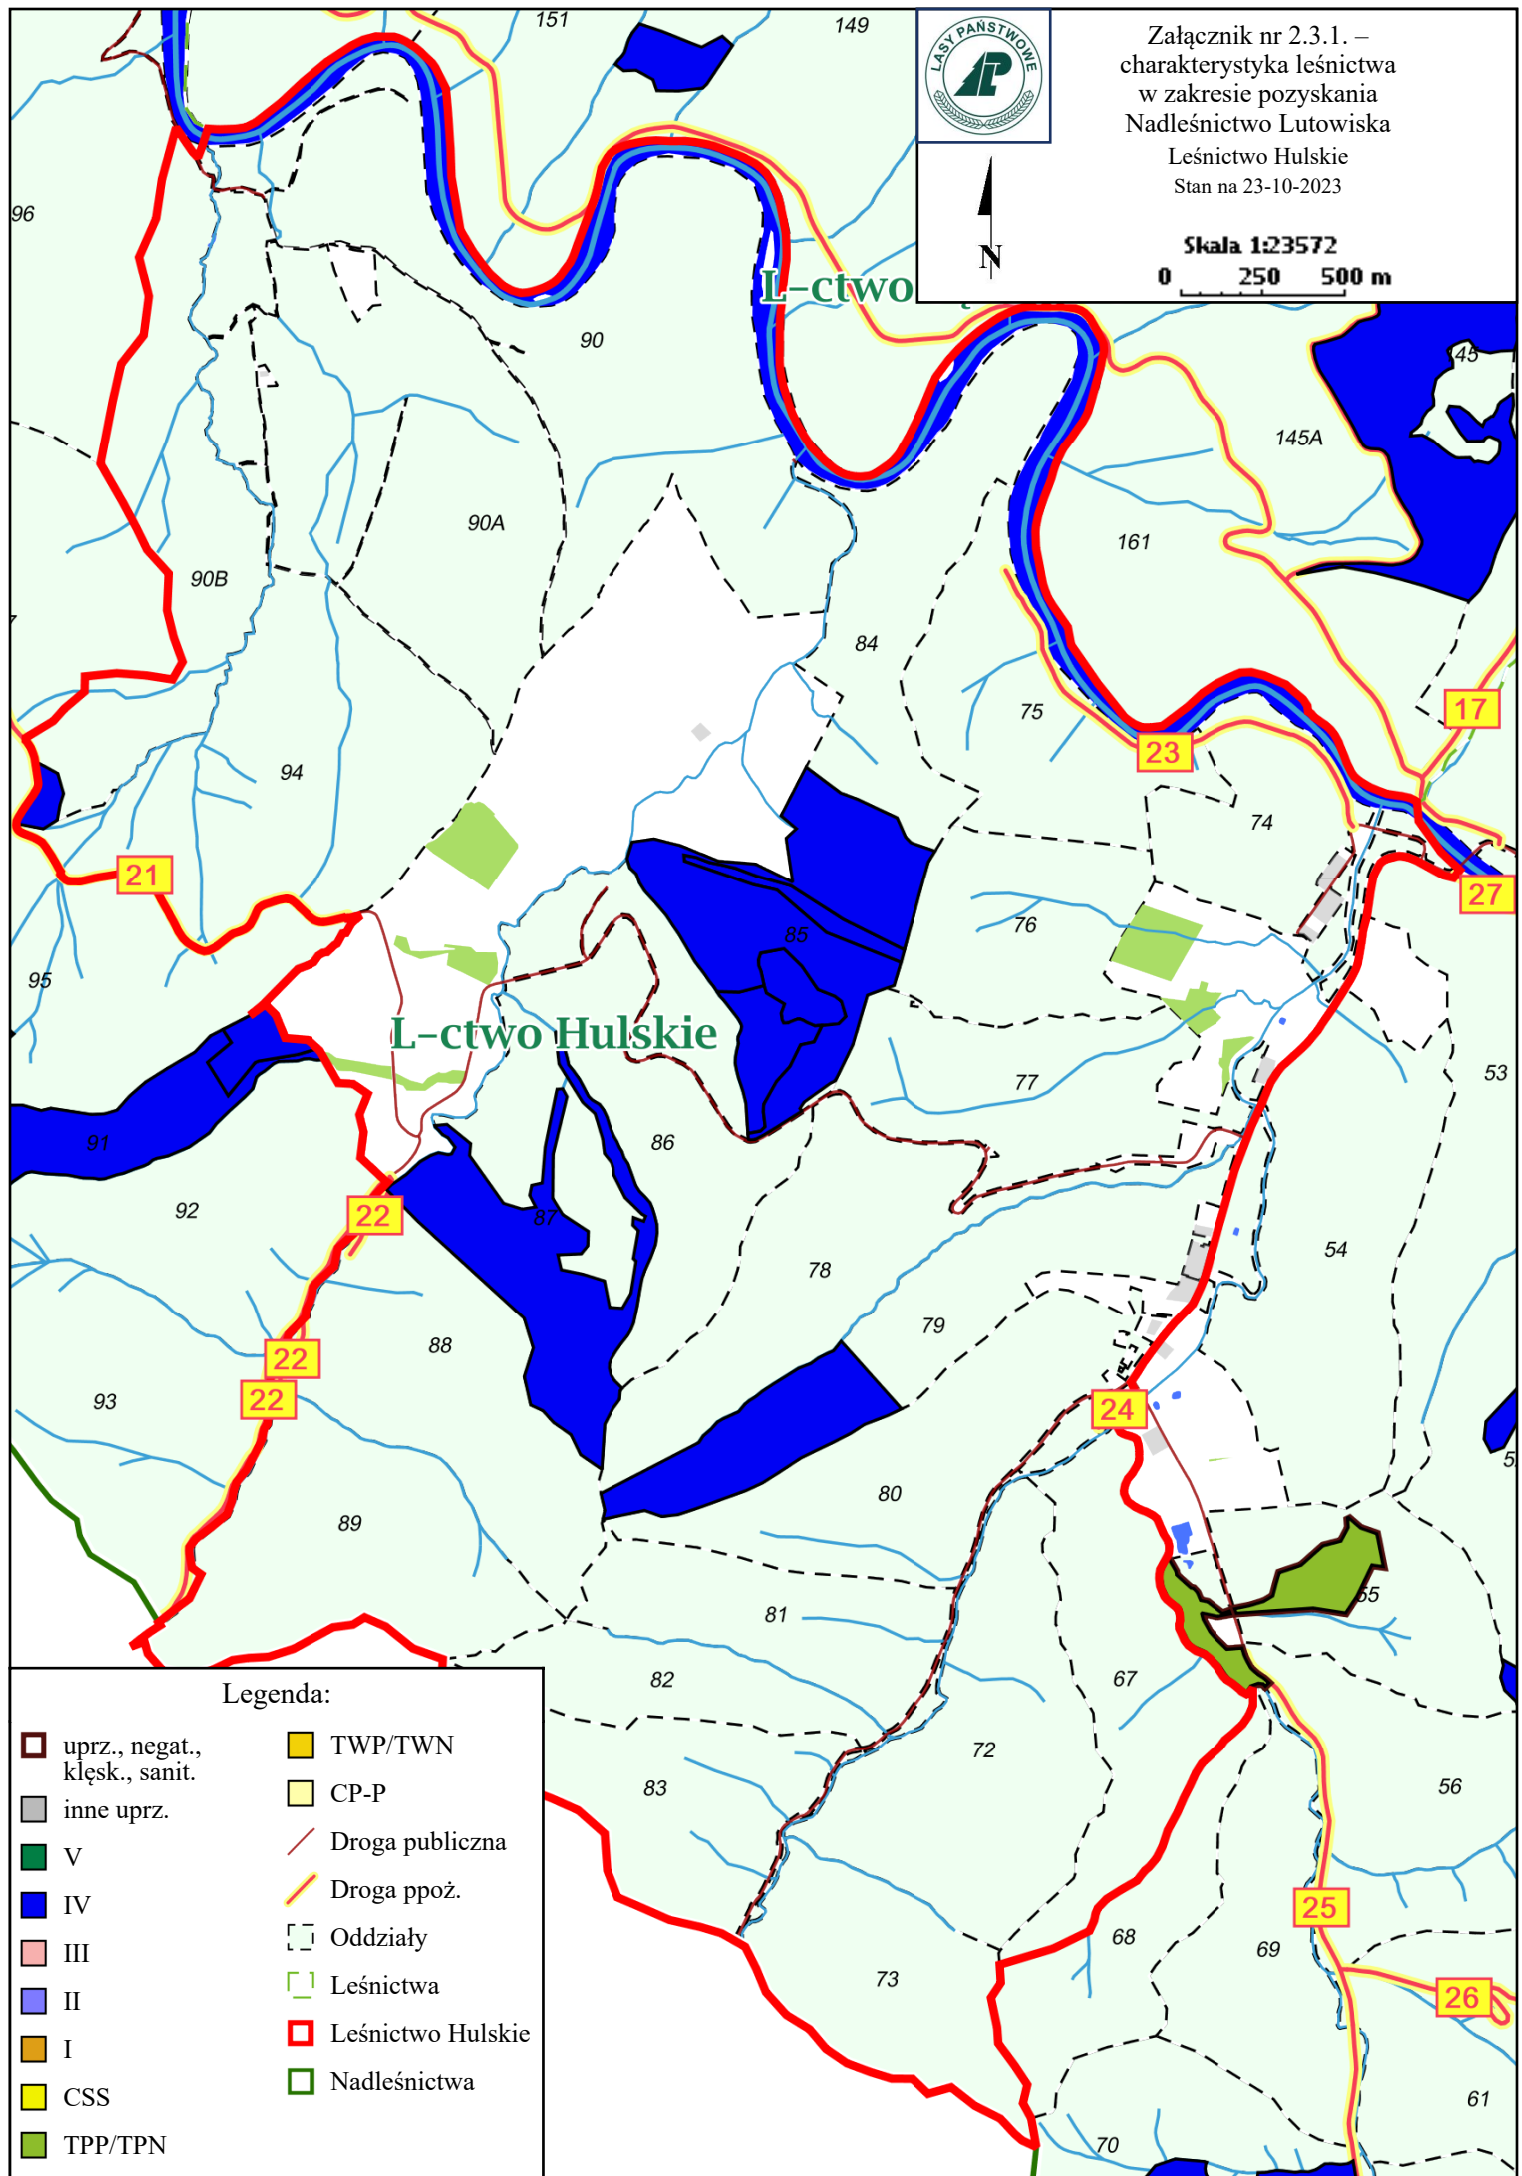 LASY PAŃSTWOWE
LP
Załącznik nr 2.3.1. –
charakterystyka leśnictwa
w zakresie pozyskania
Nadleśnictwo Lutowiska
Leśnictwo Hulskie
Stan na 23-10-2023
Skala 1:23572
0 250 500 m
N
151
149
96
L-ctwo
90
45
145A
90A
161
90B
84
75
17
23
94
74
21
27
76
85
95
L-ctwo Hulskie
53
77
91
86
92
22
87
54
78
79
88
22
22
93
24
80
89
81
55
82
67
72
83
56
25
68
69
73
26
61
70
Legenda:
uprz., negat.,
klęsk., sanit.
inne uprz.
V
IV
III
II
I
CSS
TPP/TPN
TWP/TWN
CP-P
Droga publiczna
Droga ppoż.
Oddziały
Leśnictwa
Leśnictwo Hulskie
Nadleśnictwa